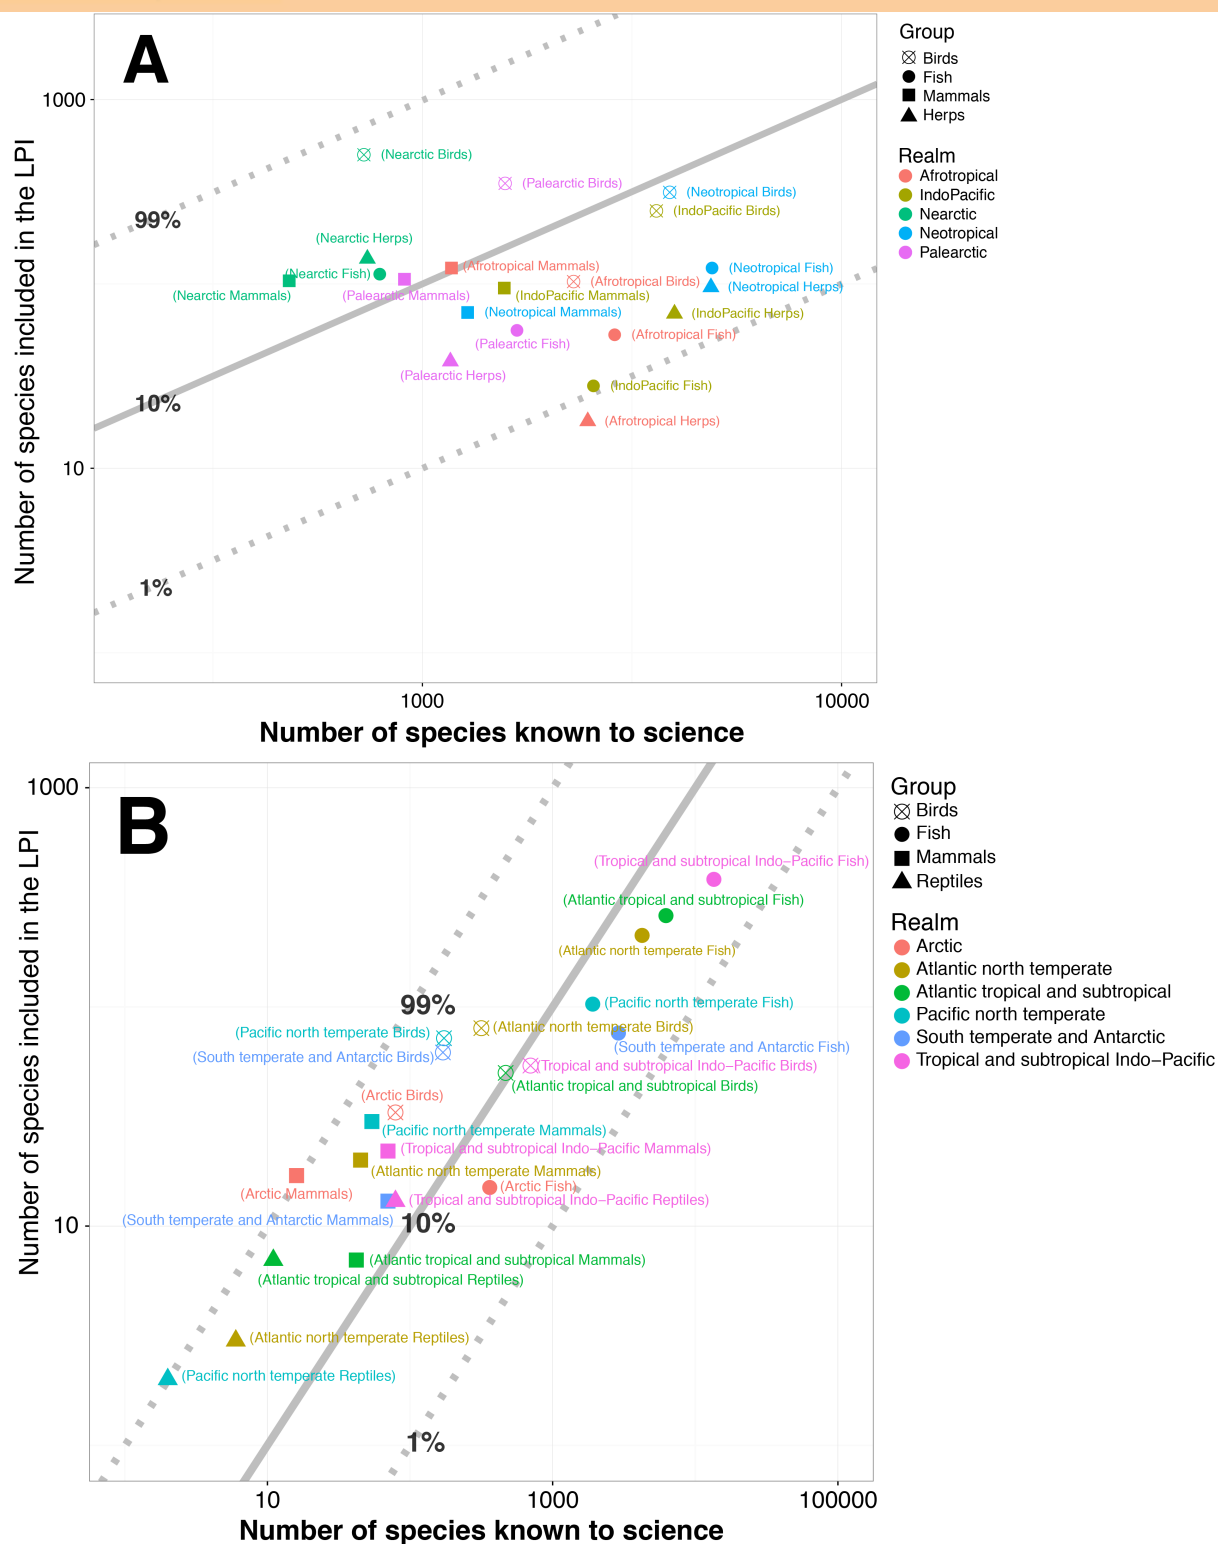 A
Number of species included in the LPI
1000
10
99%
10%
1%
(Nearctic Birds)
(Palearctic Birds)
(Neotropical Birds)
(IndoPacific Birds)
(Nearctic Herps)
(Nearctic Fish)
(Afrotropical Mammals)
(Neotropical Fish)
(Afrotropical Birds)
(Neotropical Herps)
(Nearctic Mammals)
(Palearctic Mammals)
(IndoPacific Mammals)
(Neotropical Mammals)
(IndoPacific Herps)
(Afrotropical Fish)
(Palearctic Fish)
(Palearctic Herps)
(IndoPacific Fish)
(Afrotropical Herps)
1000
10000
Number of species known to science
Group
Birds
Fish
Mammals
Herps
Realm
Afrotropical
IndoPacific
Nearctic
Neotropical
Palearctic
B
Number of species included in the LPI
1000
10
99%
10%
1%
(Tropical and subtropical Indo−Pacific Fish)
(Atlantic tropical and subtropical Fish)
(Atlantic north temperate Fish)
(Pacific north temperate Fish)
(Atlantic north temperate Birds)
(Pacific north temperate Birds)
(South temperate and Antarctic Fish)
(South temperate and Antarctic Birds)
(Tropical and subtropical Indo−Pacific Birds)
(Atlantic tropical and subtropical Birds)
(Arctic Birds)
(Pacific north temperate Mammals)
(Tropical and subtropical Indo−Pacific Mammals)
(Atlantic north temperate Mammals)
(Arctic Fish)
(Arctic Mammals)
(Tropical and subtropical Indo−Pacific Reptiles)
(South temperate and Antarctic Mammals)
(Atlantic tropical and subtropical Mammals)
(Atlantic tropical and subtropical Reptiles)
(Atlantic north temperate Reptiles)
(Pacific north temperate Reptiles)
10
1000
100000
Number of species known to science
Group
Birds
Fish
Mammals
Reptiles
Realm
Arctic
Atlantic north temperate
Atlantic tropical and subtropical
Pacific north temperate
South temperate and Antarctic
Tropical and subtropical Indo−Pacific